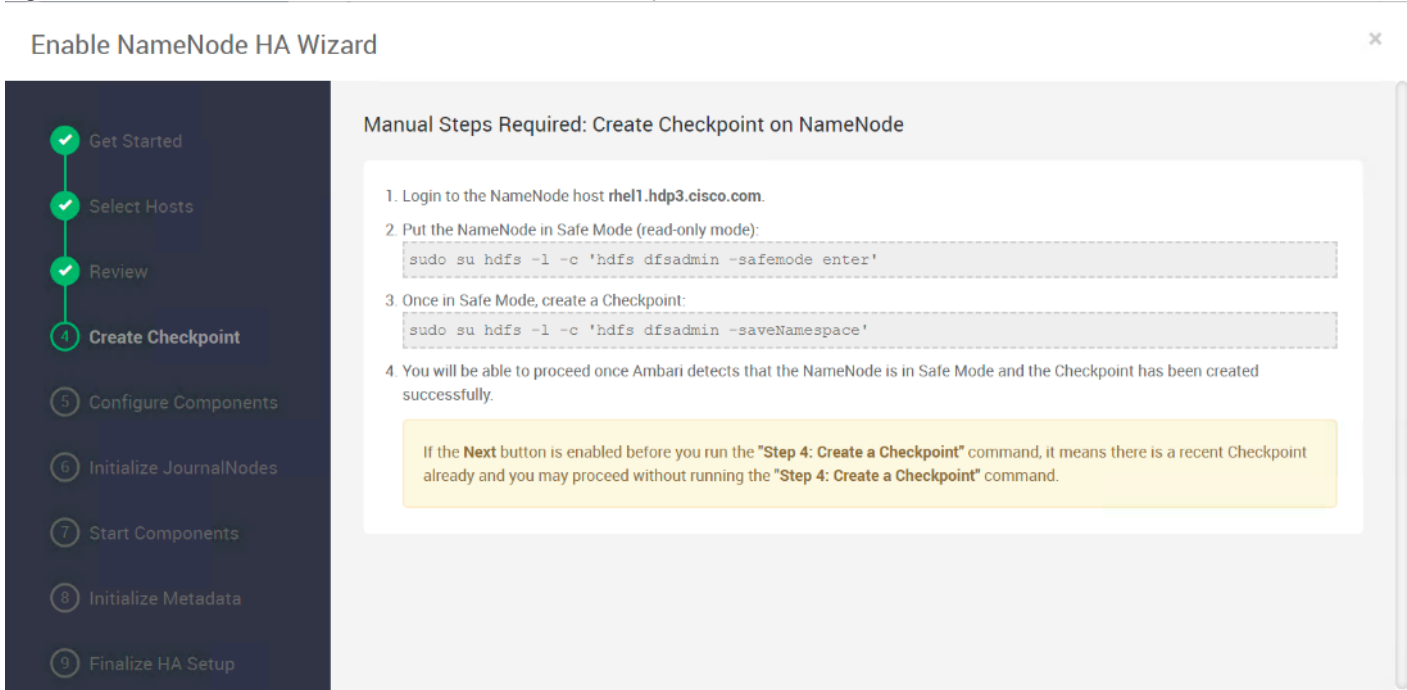 Enable NameNode HA Wizard
×
Get Started
Select Hosts
Review
4 Create Checkpoint
5 Configure Components
6 Initialize JournalNodes
7 Start Components
8 Initialize Metadata
9 Finalize HA Setup
Manual Steps Required: Create Checkpoint on NameNode
1. Login to the NameNode host rhel1.hdp3.cisco.com.
2. Put the NameNode in Safe Mode (read-only mode):
sudo su hdfs -l -c 'hdfs dfsadmin -safemode enter'
3. Once in Safe Mode, create a Checkpoint:
sudo su hdfs -l -c 'hdfs dfsadmin -saveNamespace'
4. You will be able to proceed once Ambari detects that the NameNode is in Safe Mode and the Checkpoint has been created
successfully.
If the Next button is enabled before you run the "Step 4: Create a Checkpoint" command, it means there is a recent Checkpoint
already and you may proceed without running the "Step 4: Create a Checkpoint" command.